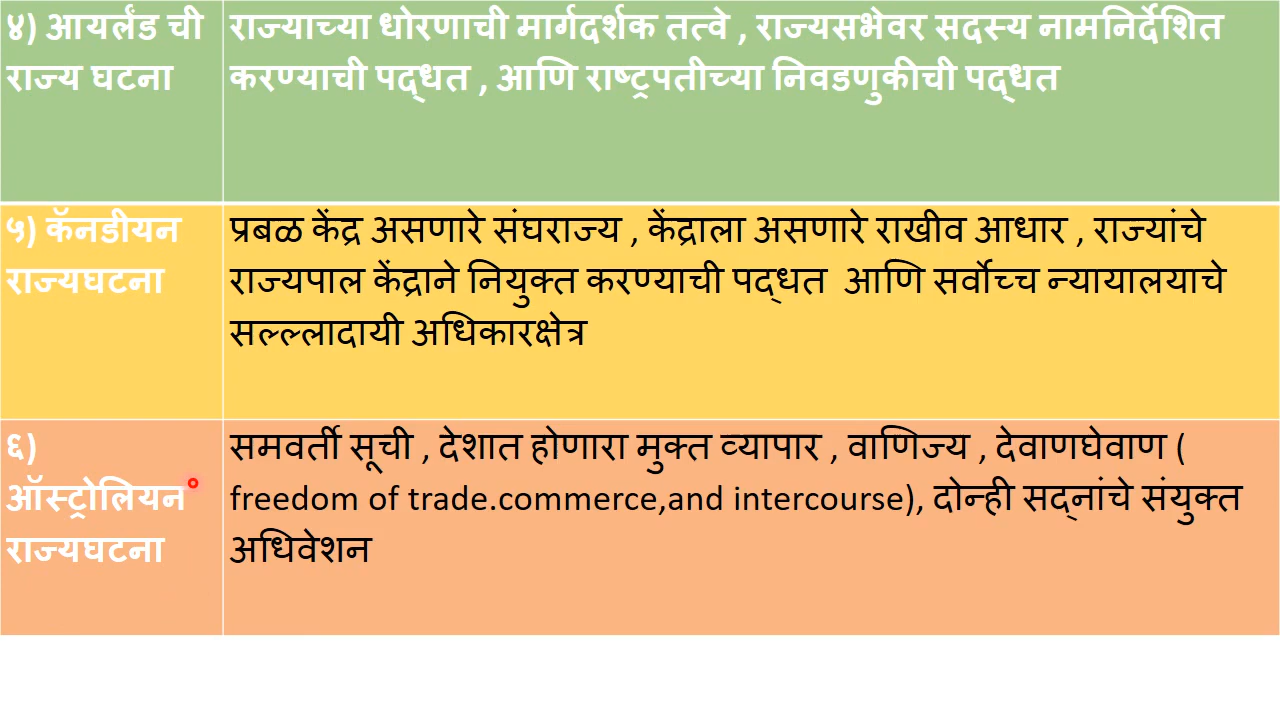 ४) आयर्लंड ची
राज्य घटना
राज्याच्या धोरणाची मार्गदर्शक तत्वे , राज्यसभेवर सदस्य नामनिर्देशित
करण्याची पद्धत , आणि राष्ट्रपतीच्या निवडणुकीची पद्धत
५) कॅनडीयन
राज्यघटना
प्रबळ केंद्र असणारे संघराज्य , केंद्राला असणारे राखीव आधार , राज्यांचे
राज्यपाल केंद्राने नियुक्त करण्याची पद्धत आणि सर्वोच्च न्यायालयाचे
सल्ल्लादायी अधिकारक्षेत्र
६)
ऑस्ट्रोलियन
राज्यघटना
समवर्ती सूची , देशात होणारा मुक्त व्यापार , वाणिज्य , देवाणघेवाण (
freedom of trade.commerce,and intercourse), दोन्ही सद्नांचे संयुक्त
अधिवेशन